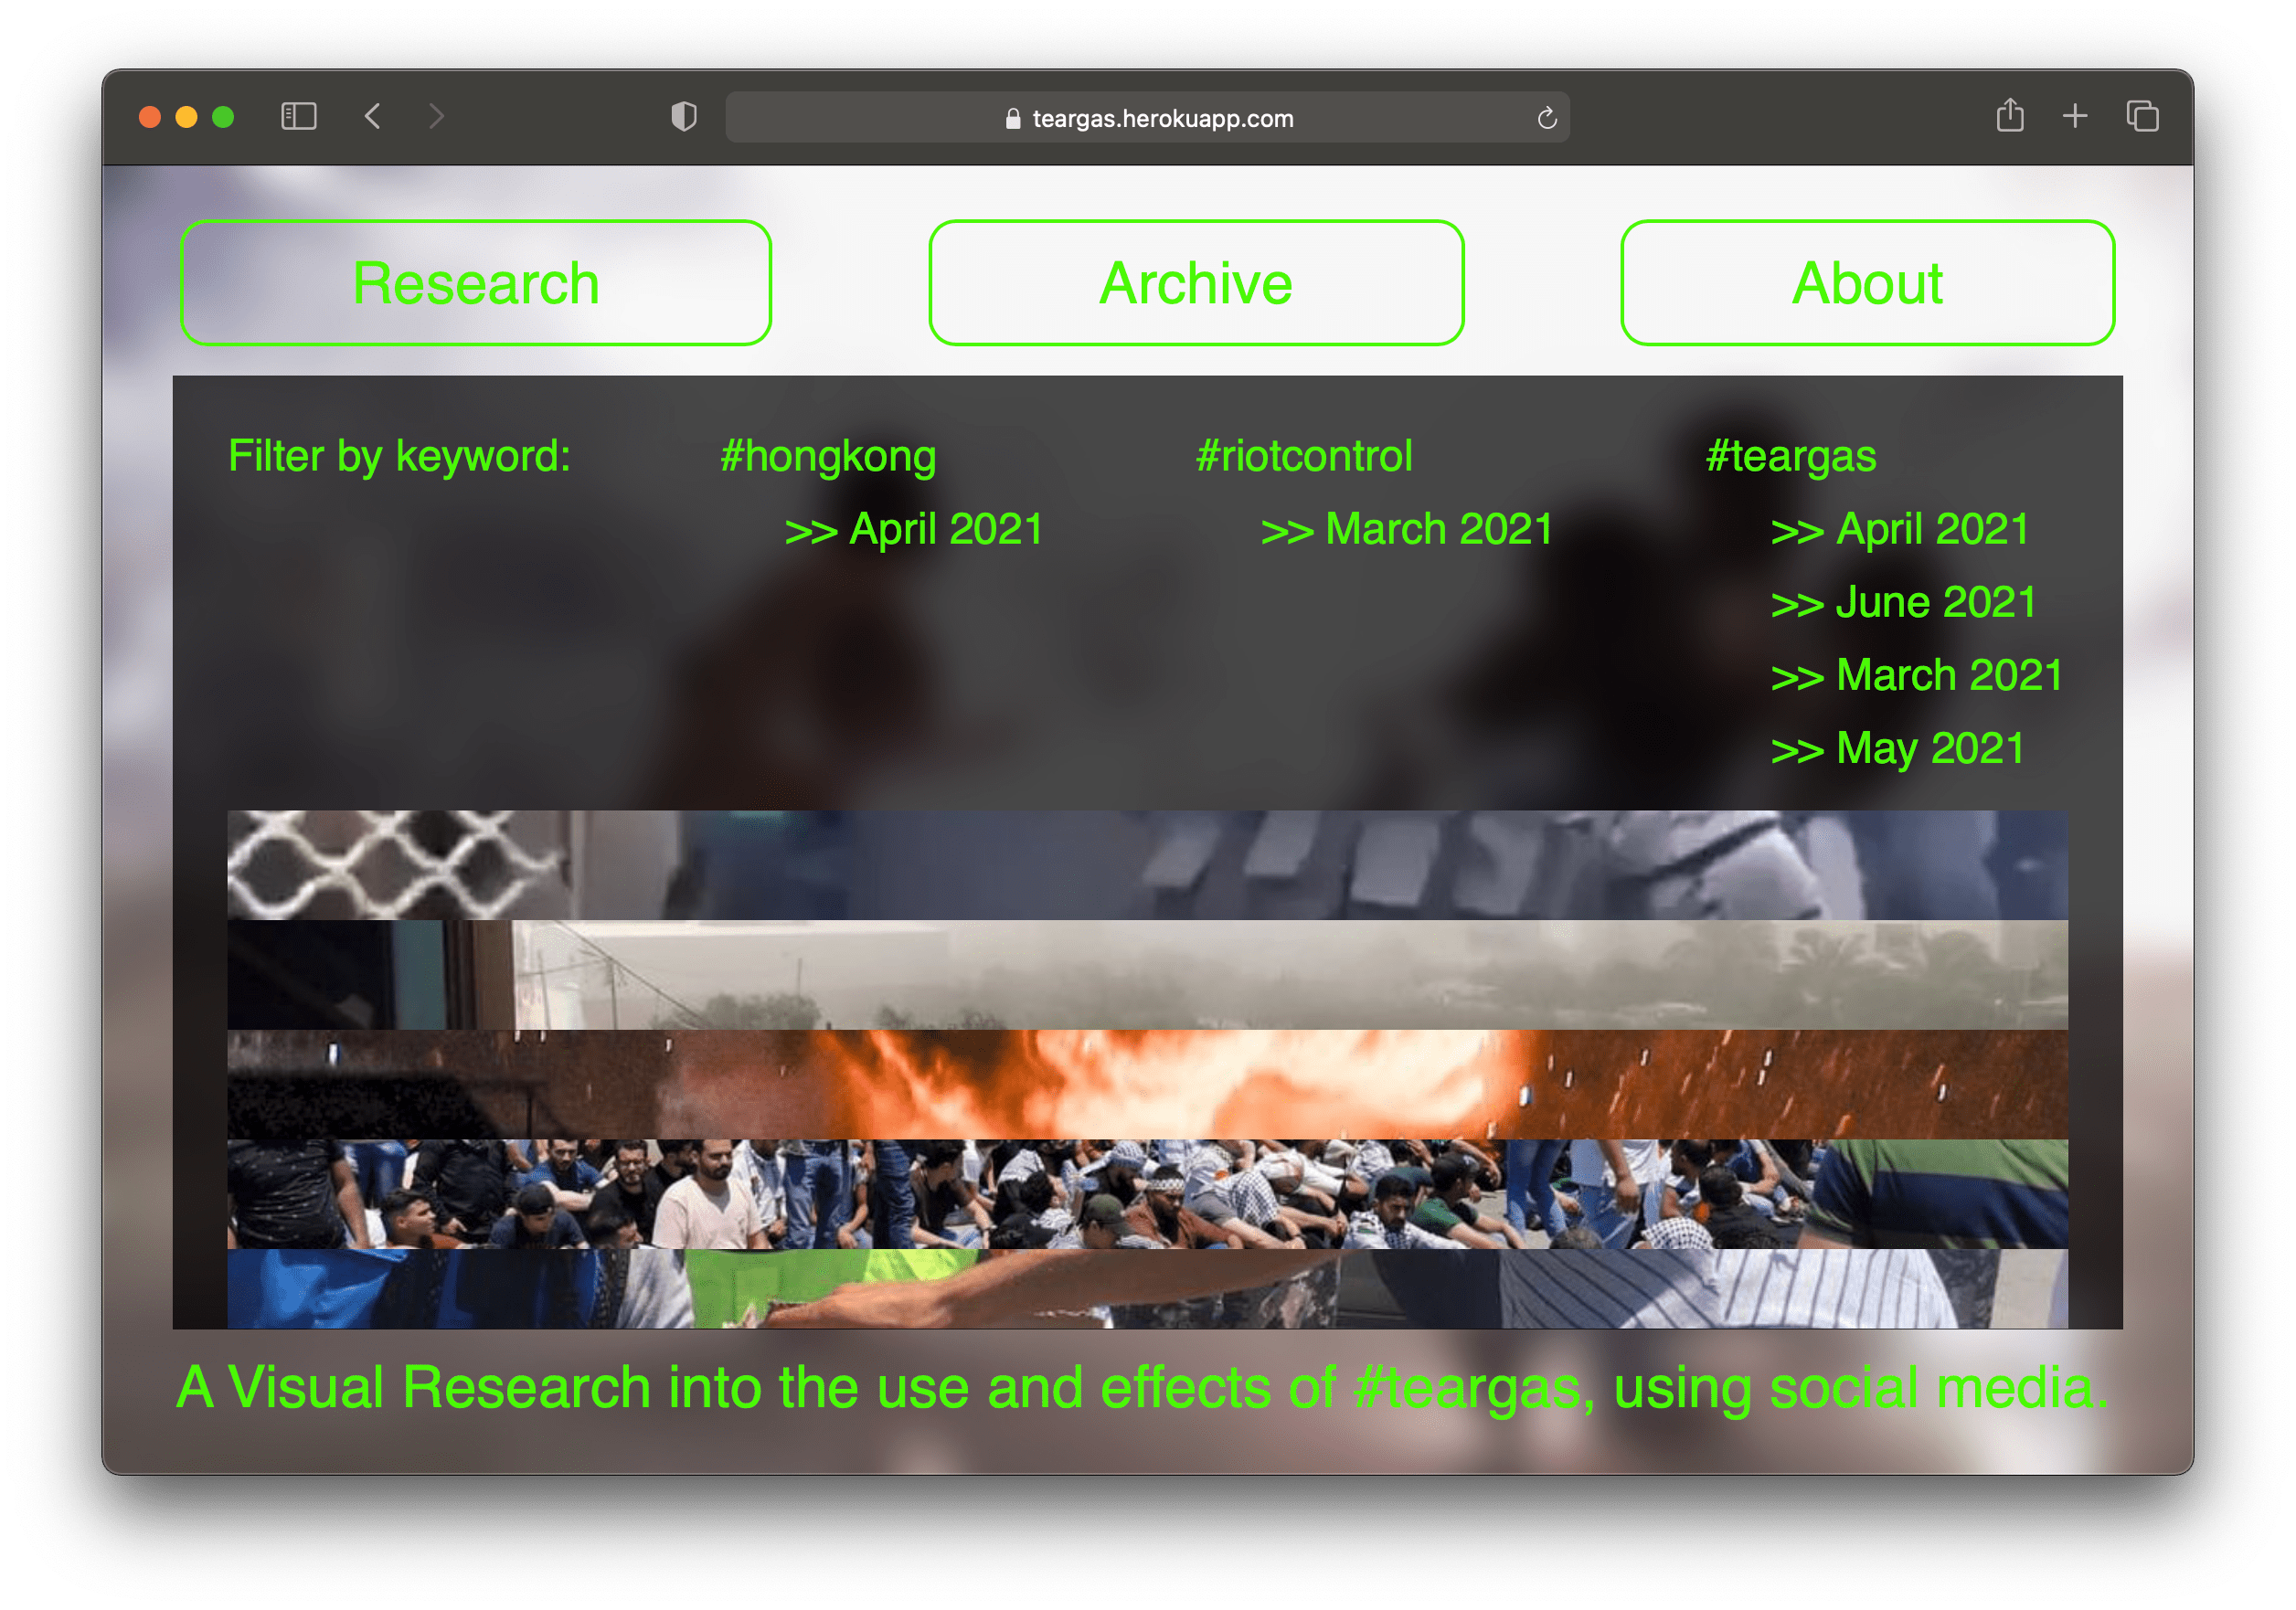 teargas.herokuapp.com
Research
Archive
About
Filter by keyword:
#hongkong
>> April 2021
#riotcontrol
>> March 2021
#teargas
>> April 2021
>> June 2021
>> March 2021
>> May 2021
A Visual Research into the use and effects of #teargas, using social media.